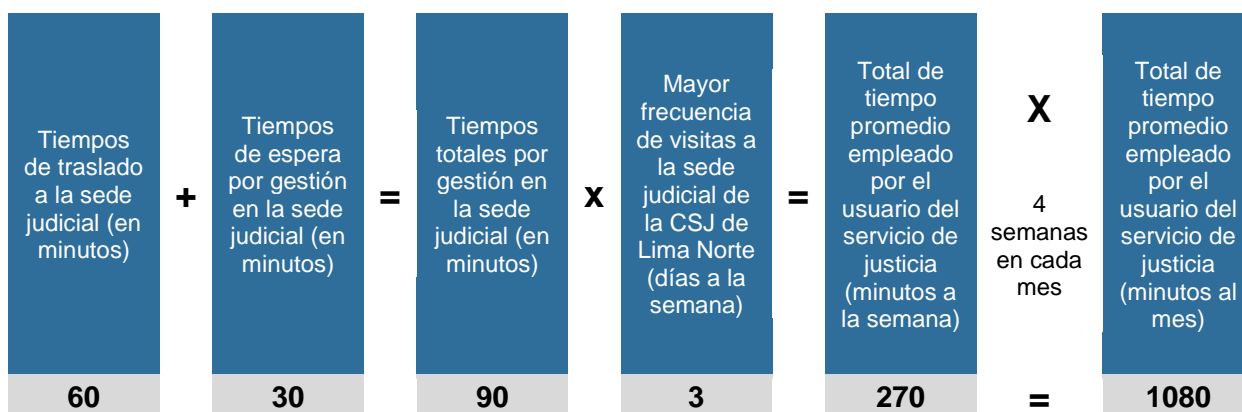 Tiempos
de traslado
a la sede
judicial (en
minutos)
+
Tiempos
de espera
por gestión
en la sede
judicial (en
minutos)
=
Tiempos
totales por
gestión en
la sede
judicial (en
minutos)
x
Mayor
frecuencia
de visitas a
la sede
judicial de
la CSJ de
Lima Norte
(días a la
semana)
=
Total de
tiempo
promedio
empleado
por el
usuario del
servicio de
justicia
(minutos a
la semana)
X
4
semanas
en cada
mes
Total de
tiempo
promedio
empleado
por el
usuario del
servicio de
justicia
(minutos al
mes)
60 30 90 3 270 = 1080